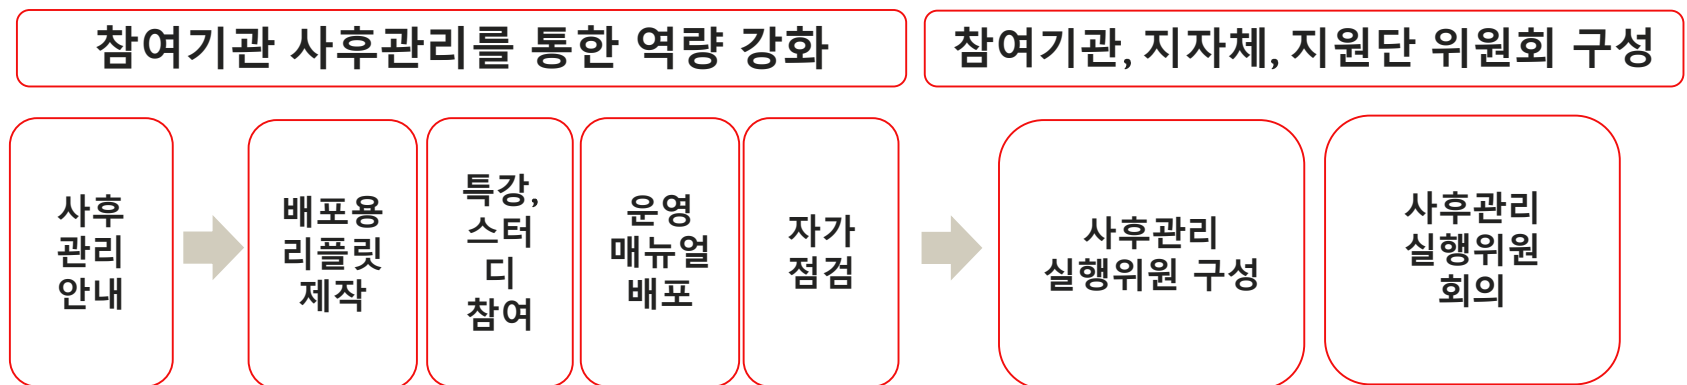 참여기관 사후관리를 통한 역량 강화
참여기관, 지자체, 지원단 위원회 구성
사후
관리
안내
배포용
리플릿
제작
특강,
스터
디
참여
운영
매뉴얼
배포
자가
점검
사후관리
실행위원 구성
사후관리
실행위원
회의